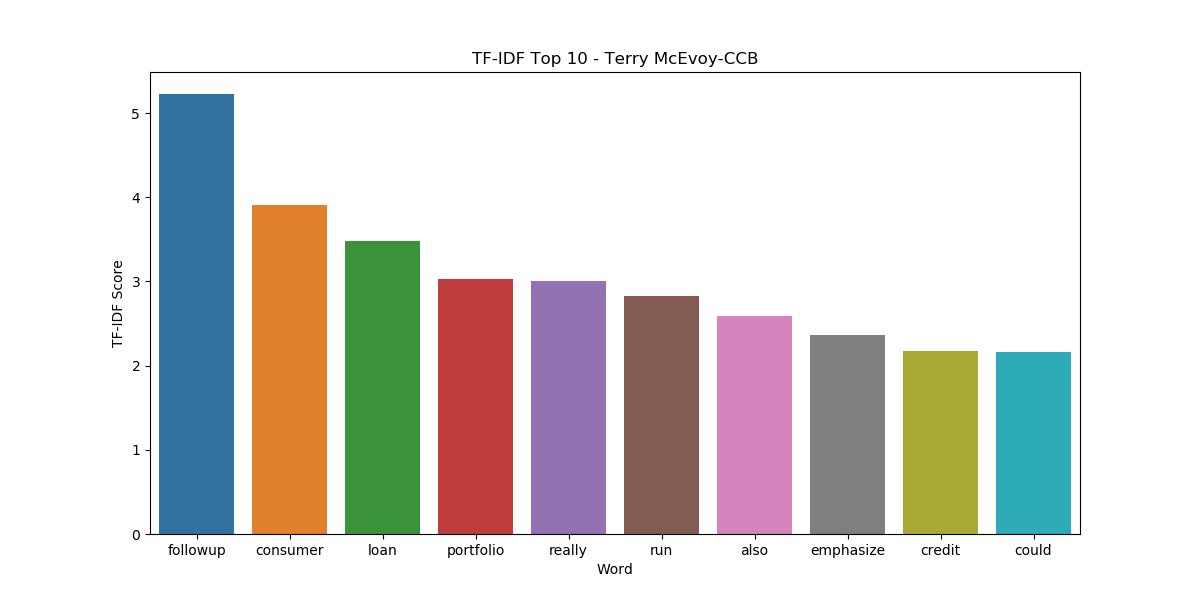 TF-IDF Top 10 - Terry McEvoy-CCB
TF-IDF Score
5
4
3
2
1
0
followup consumer loan portfolio really run also emphasize credit could
Word